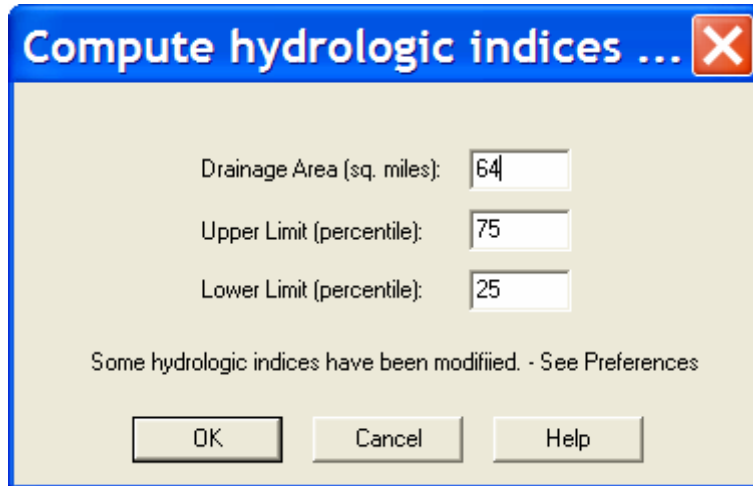 Compute hydrologic indices ...
Drainage Area (sq. miles): 64
Upper Limit (percentile): 75
Lower Limit (percentile): 25
Some hydrologic indices have been modifiied. - See Preferences
OK Cancel Help